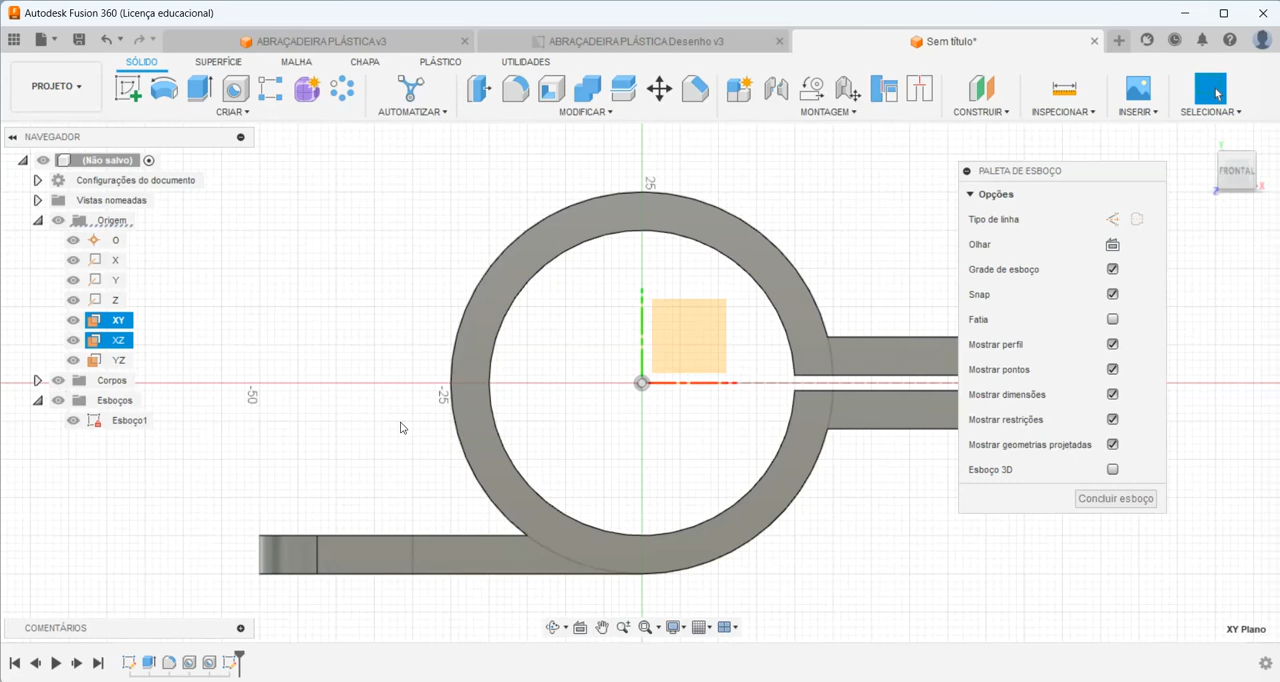 Autodesk Fusion 360 (Licença educacional)
ABRAÇADEIRA PLÁSTICA v3
ABRAÇADEIRA PLÁSTICA Desenho v3
Sem título*
SÓLIDO
SUPERFÍCIE
MALHA
CHAPA
PLÁSTICO
UTILIDADES
PROJETO
CRIAR
AUTOMATIZAR
MODIFICAR
MONTAGEM
CONSTRUIR
INSPECIONAR
INSERIR
SELECIONAR
NAVEGADOR
(Não salvo)
Configurações do documento
Vistas nomeadas
Origem
O
X
Y
Z
XY
XZ
YZ
Corpos
Esboços
Esboço1
25
-50
-25
Y
FRONTAL
Z
X
PALETA DE ESBOÇO
Opções
Tipo de linha
Olhar
Grade de esboço
Snap
Fatia
Mostrar perfil
Mostrar pontos
Mostrar dimensões
Mostrar restrições
Mostrar geometrias projetadas
Esboço 3D
Concluir esboço
COMENTÁRIOS
XY Plano